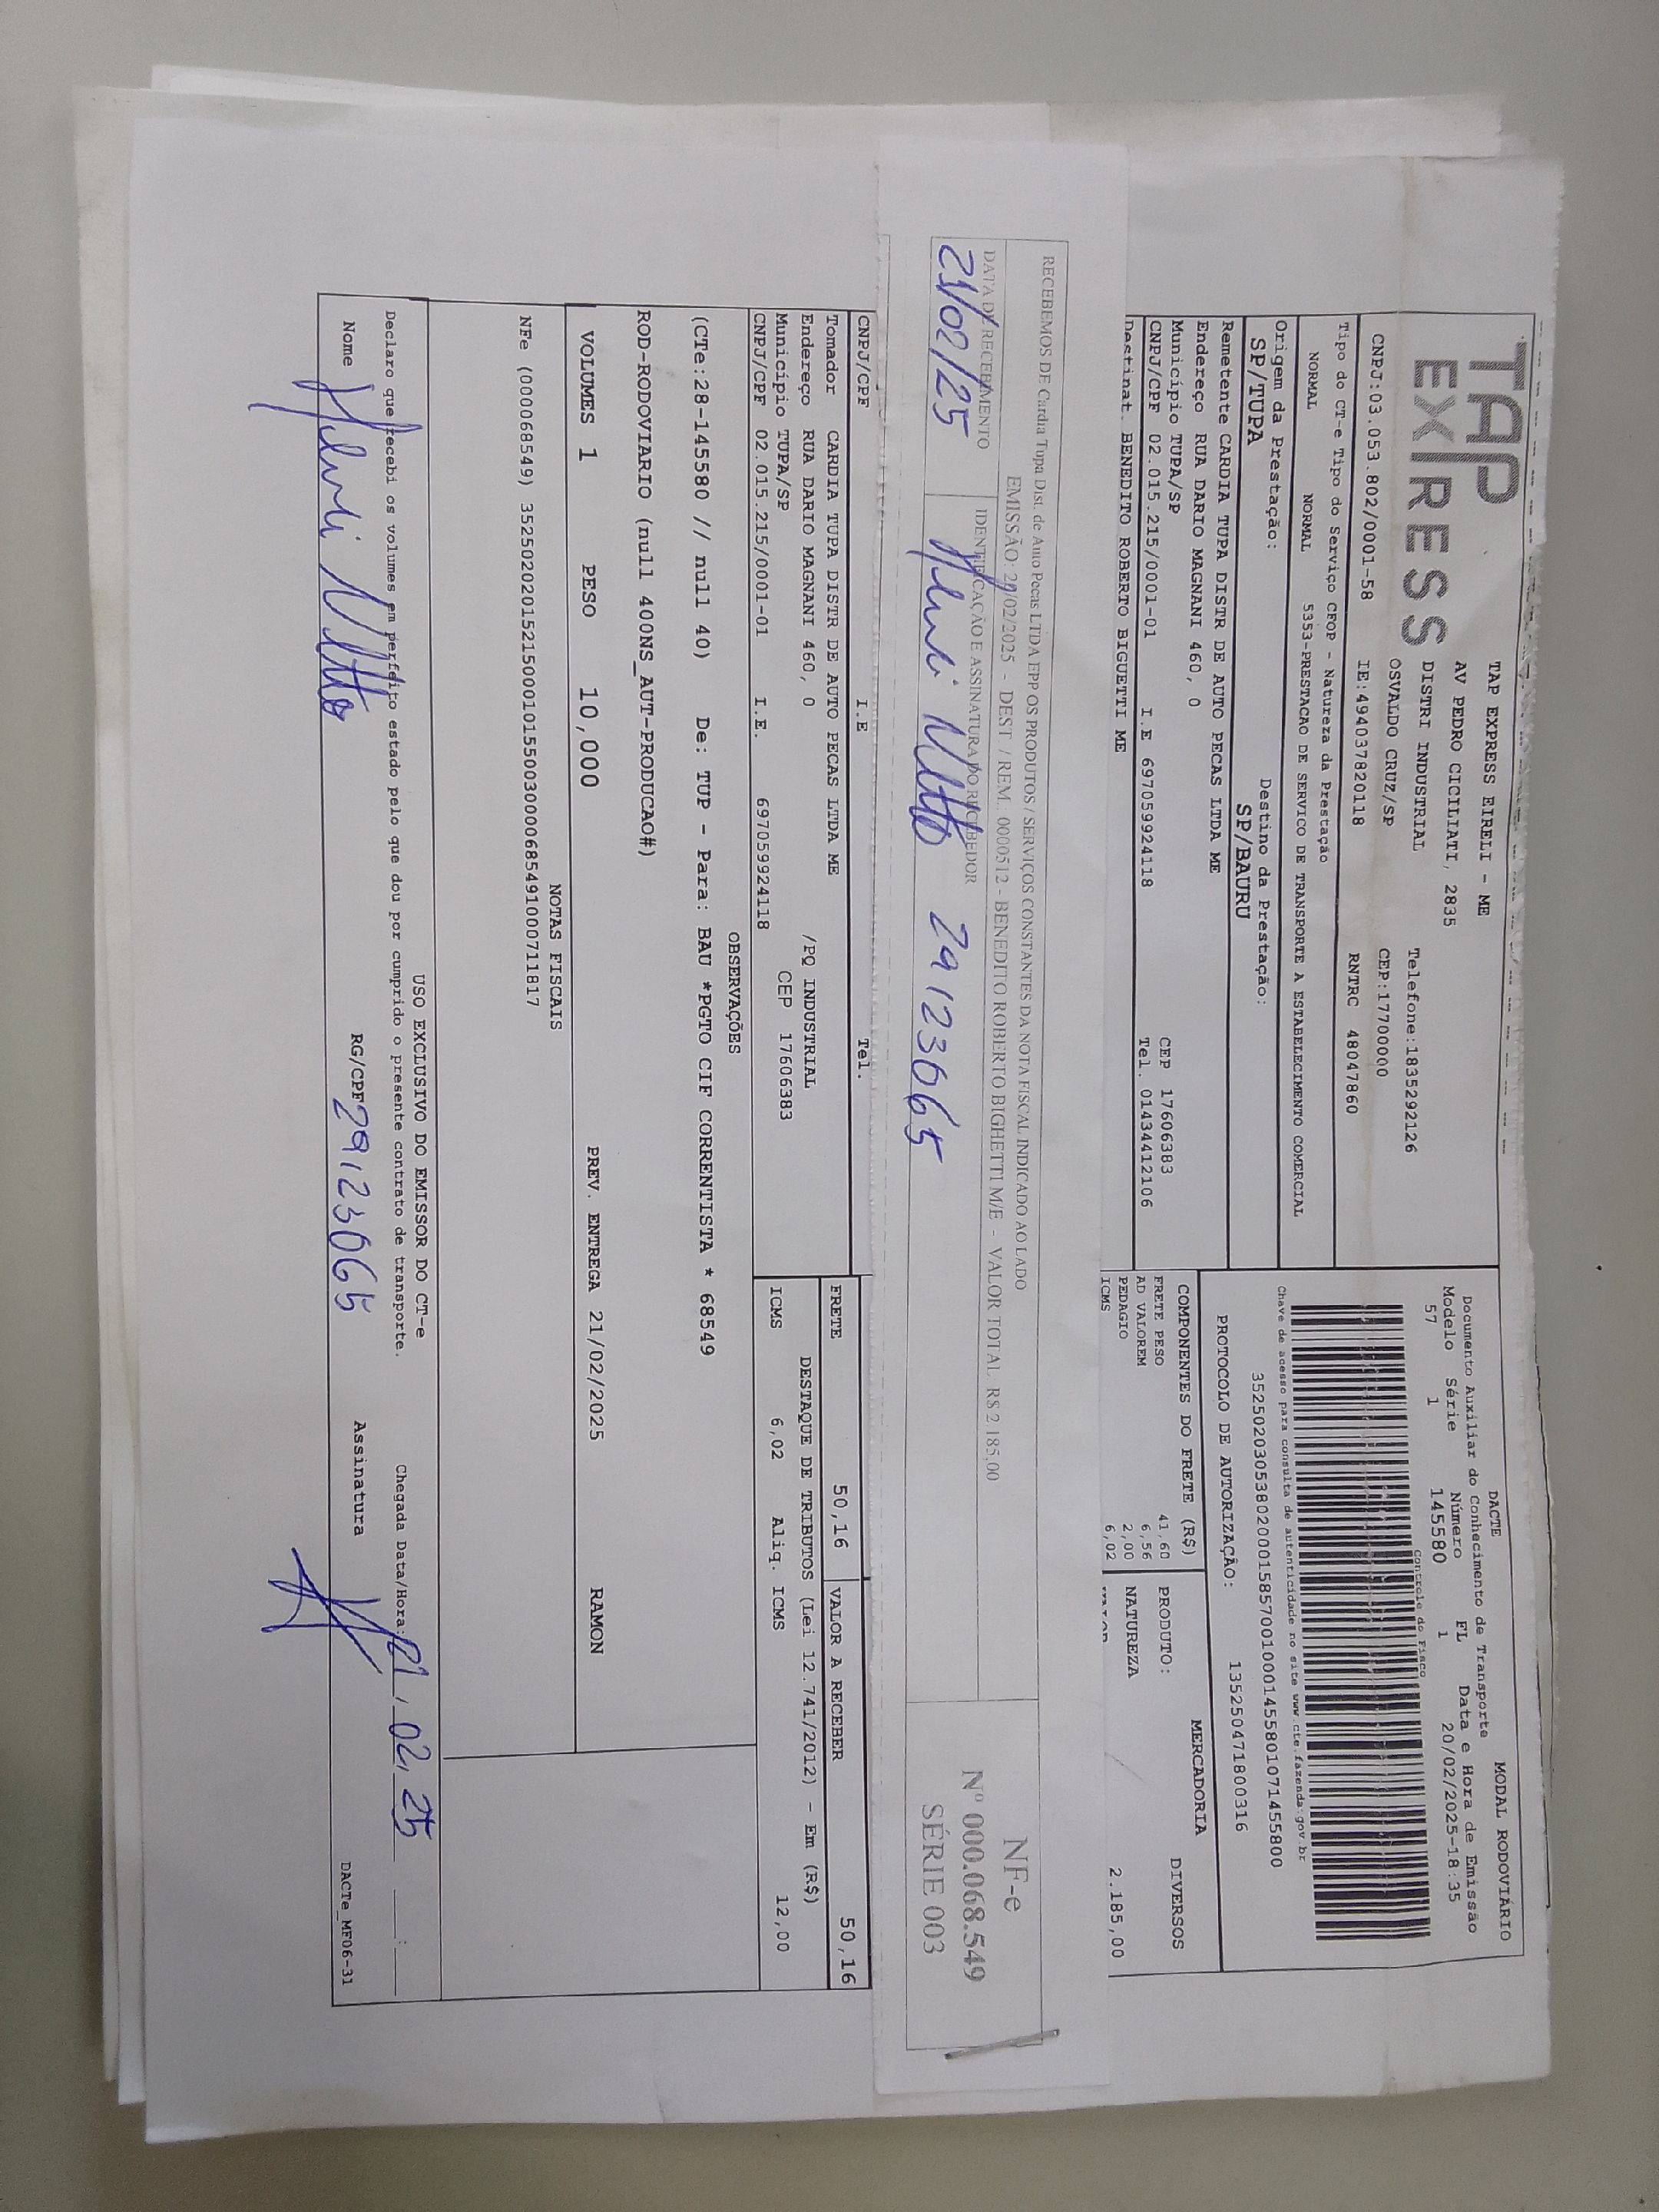 TAP
EXPRESS
TAP EXPRESS EIRELI - ME
AV PEDRO CICILIATI, 2835
DISTRI INDUSTRIAL
OSVALDO CRUZ/SP
Telefone:1835292126
CEP:17700000
CNPJ:03.053.802/0001-58
IE:494037820118
RNTRC 48047860
Tipo do CT-e Tipo do Serviço CFOP - Natureza da Prestação
NORMAL NORMAL 5353-PRESTACAO DE SERVICO DE TRANSPORTE A ESTABELECIMENTO COMERCIAL
Origem da Prestação:
SP/TUPA
Destino da Prestação:
SP/BAURU
Remetente CARDIA TUPA DISTR DE AUTO PECAS LTDA ME
Endereço RUA DARIO MAGNANI 460, 0
Município TUPA/SP
CEP 17606383
CNPJ/CPF 02.015.215/0001-01 I.E 697059924118 Tel. 01434412106
Destinat. BENEDITO ROBERTO BIGUETTI ME
DACTE
MODAL RODOVIÁRIO
Documento Auxiliar do Conhecimento de Transporte
Modelo Série Número FL Data e Hora de Emissão
57 1 145580 1 20/02/2025-18:35
Controle do Fisco
Chave de acesso para consulta de autenticidade no site www.cte.fazenda.gov.br
35250203053802000158570010001455801071455800
PROTOCOLO DE AUTORIZAÇÃO: 135250471800316
COMPONENTES DO FRETE (R$)
FRETE PESO 41,60
AD VALOREM 6,56
PEDAGIO 2,00
ICMS 6,02
MERCADORIA
PRODUTO: DIVERSOS
NATUREZA
2.185,00
RECEBEMOS DE Cardia Tupa Dist. de Auto Pecas LTDA EPP OS PRODUTOS / SERVIÇOS CONSTANTES DA NOTA FISCAL INDICADO AO LADO
EMISSÃO: 20/02/2025 - DEST / REM.: 0000512 - BENEDITO ROBERTO BIGHETTI M/E - VALOR TOTAL: R$ 2.185,00
DATA DE RECEBIMENTO
IDENTIFICAÇÃO E ASSINATURA DO RECEBEDOR
21/02/25
29123065
NF-e
Nº 000.068.549
SÉRIE 003
CNPJ/CPF I.E Tel.
Tomador CARDIA TUPA DISTR DE AUTO PECAS LTDA ME
Endereço RUA DARIO MAGNANI 460, 0 /PQ INDUSTRIAL
Município TUPA/SP CEP 17606383
CNPJ/CPF 02.015.215/0001-01 I.E. 697059924118
FRETE 50,16
VALOR A RECEBER 50,16
DESTAQUE DE TRIBUTOS (Lei 12.741/2012) - Em (R$)
ICMS 6,02 Aliq. ICMS 12,00
OBSERVAÇÕES
(CTe:28-145580 // null 40) De: TUP - Para: BAU *PGTO CIF CORRENTISTA * 68549
ROD-RODOVIARIO (null 400NS_AUT-PRODUCAO#)
VOLUMES 1 PESO 10,000 PREV. ENTREGA 21/02/2025 RAMON
NOTAS FISCAIS
NFe (000068549) 35250202015215000101550030000685491000711817
USO EXCLUSIVO DO EMISSOR DO CT-e
Declaro que recebi os volumes em perfeito estado pelo que dou por cumprido o presente contrato de transporte.
Chegada Data/Hora: 21, 02, 25
Nome
RG/CPF 29123065
Assinatura
DACTe_MF06-31